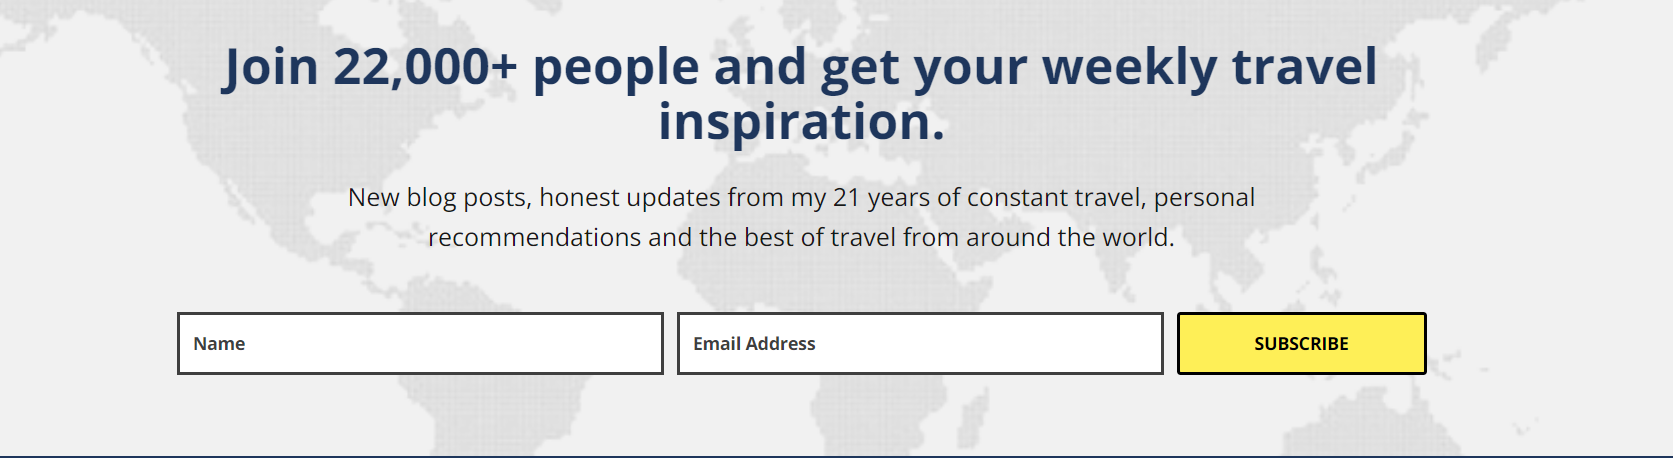 Join 22,000+ people and get your weekly travel
inspiration.
New blog posts, honest updates from my 21 years of constant travel, personal
recommendations and the best of travel from around the world.
Name
Email Address
SUBSCRIBE